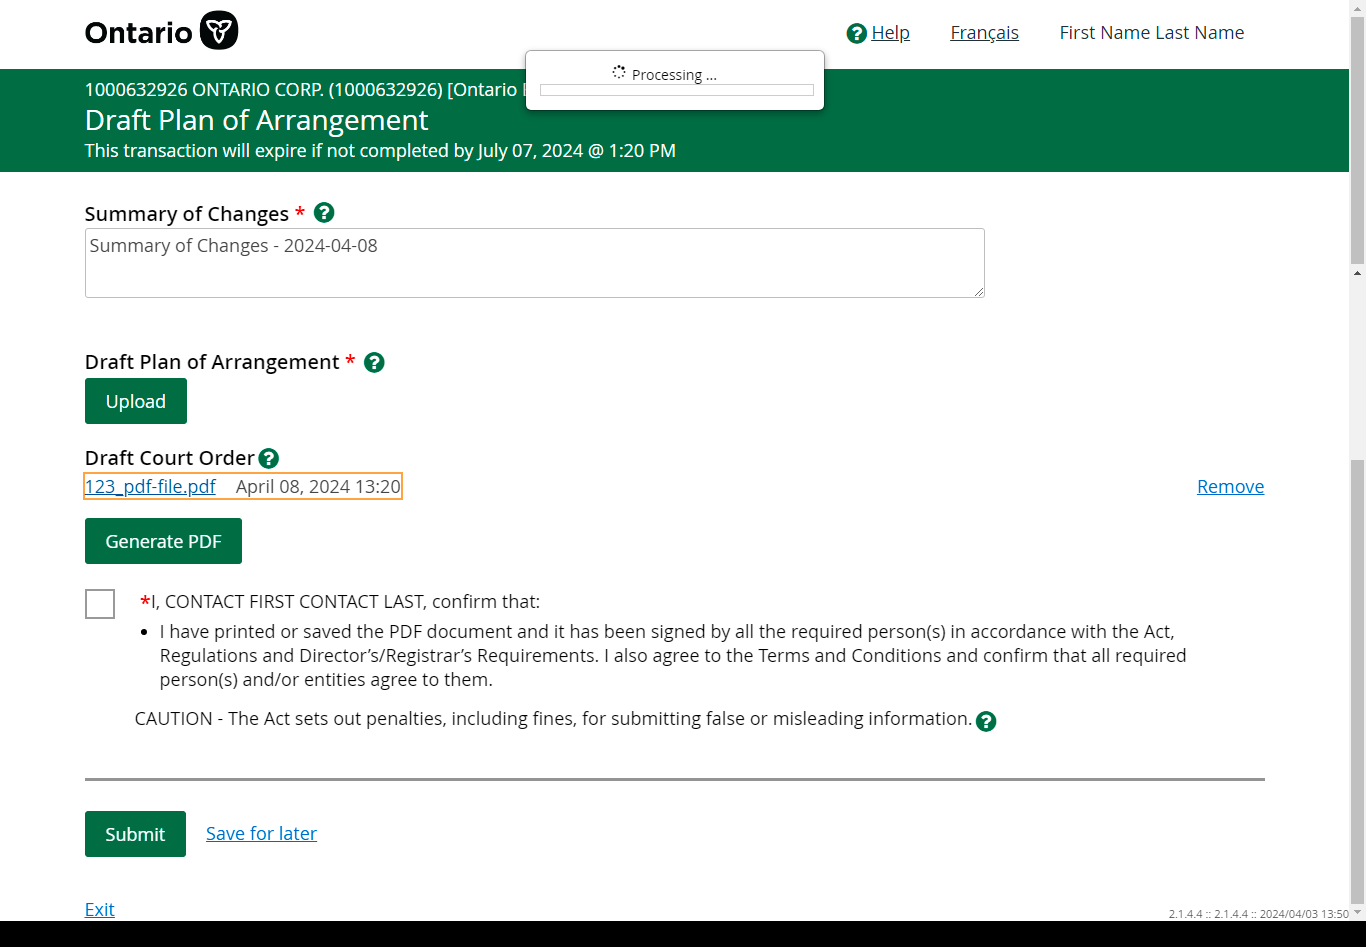 Ontario
Help Français First Name Last Name
Processing ...
1000632926 ONTARIO CORP. (1000632926) [Ontario
Draft Plan of Arrangement
This transaction will expire if not completed by July 07, 2024 @ 1:20 PM
Summary of Changes *
Summary of Changes - 2024-04-08
Draft Plan of Arrangement *
Upload
Draft Court Order
123_pdf-file.pdf April 08, 2024 13:20 Remove
Generate PDF
*I, CONTACT FIRST CONTACT LAST, confirm that:
• I have printed or saved the PDF document and it has been signed by all the required person(s) in accordance with the Act,
Regulations and Director's/Registrar's Requirements. I also agree to the Terms and Conditions and confirm that all required
person(s) and/or entities agree to them.
CAUTION - The Act sets out penalties, including fines, for submitting false or misleading information.
Submit Save for later
Exit
2.1.4.4 :: 2.1.4.4 :: 2024/04/03 13:50